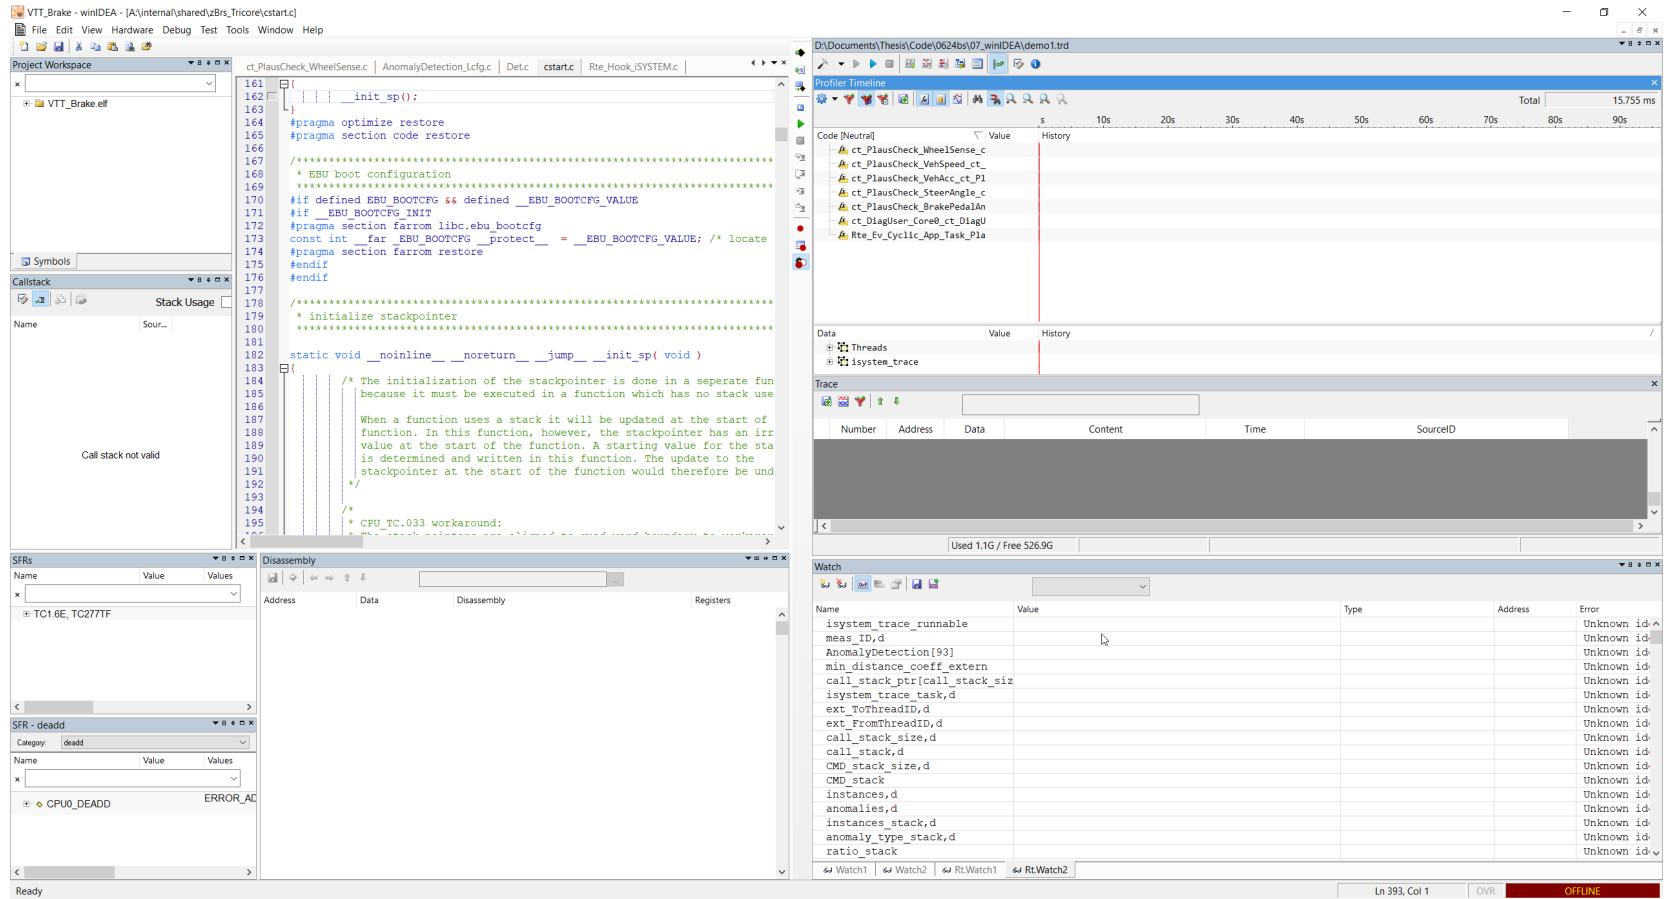 VTT_Brake - winIDEA - [A:\internal\shared\zBrs_Tricore\cstart.c]
File Edit View Hardware Debug Test Tools Window Help
Project Workspace
VTT_Brake.elf
Symbols
Callstack
Stack Usage
Name Sour...
Call stack not valid
ct_PlausCheck_WheelSense.c AnomalyDetection_Lcfg.c Det.c cstart.c Rte_Hook_iSYSTEM.c
161 {
162 __init_sp();
163 }
164 #pragma optimize restore
165 #pragma section code restore
166
167 /***************************************************************************
168 * EBU boot configuration
169 ***************************************************************************
170 #if defined EBU_BOOTCFG && defined __EBU_BOOTCFG_VALUE
171 #if __EBU_BOOTCFG_INIT
172 #pragma section farrom libc.ebu_bootcfg
173 const int __far _EBU_BOOTCFG __protect__ = __EBU_BOOTCFG_VALUE; /* locate
174 #pragma section farrom restore
175 #endif
176 #endif
177
178 /***************************************************************************
179 * initialize stackpointer
180 ***************************************************************************
181
182 static void __noinline__ __noreturn__ __jump__ __init_sp( void )
183 {
184 /* The initialization of the stackpointer is done in a seperate fun
185 because it must be executed in a function which has no stack use
186
187 When a function uses a stack it will be updated at the start of
188 function. In this function, however, the stackpointer has an irr
189 value at the start of the function. A starting value for the sta
190 is determined and written in this function. The update to the
191 stackpointer at the start of the function would therefore be und
192 */
193
194 /*
195 * CPU_TC.033 workaround:
D:\Documents\Thesis\Code\0624bs\07_winIDEA\demo1.trd
Profiler Timeline
Total 15.755 ms
s 10s 20s 30s 40s 50s 60s 70s 80s 90s
Code [Neutral] Value History
ct_PlausCheck_WheelSense_c
ct_PlausCheck_VehSpeed_ct_
ct_PlausCheck_VehAcc_ct_Pl
ct_PlausCheck_SteerAngle_c
ct_PlausCheck_BrakePedalAn
ct_DiagUser_Core0_ct_DiagU
Rte_Ev_Cyclic_App_Task_Pla
Data Value History /
Threads
isystem_trace
Trace
Number Address Data Content Time SourceID
Used 1.1G / Free 526.9G
SFRs
Name Value Values
TC1.6E, TC277TF
SFR - deadd
Category: deadd
Name Value Values
CPU0_DEADD ERROR_AD
Disassembly
...
Address Data Disassembly Registers
Watch
Name Value Type Address Error
isystem_trace_runnable Unknown id
meas_ID,d Unknown id
AnomalyDetection[93] Unknown id
min_distance_coeff_extern Unknown id
call_stack_ptr[call_stack_siz Unknown id
isystem_trace_task,d Unknown id
ext_ToThreadID,d Unknown id
ext_FromThreadID,d Unknown id
call_stack_size,d Unknown id
call_stack,d Unknown id
CMD_stack_size,d Unknown id
CMD_stack Unknown id
instances,d Unknown id
anomalies,d Unknown id
instances_stack,d Unknown id
anomaly_type_stack,d Unknown id
ratio_stack Unknown id
Watch1 Watch2 Rt.Watch1 Rt.Watch2
Ready Ln 393, Col 1 OVR OFFLINE